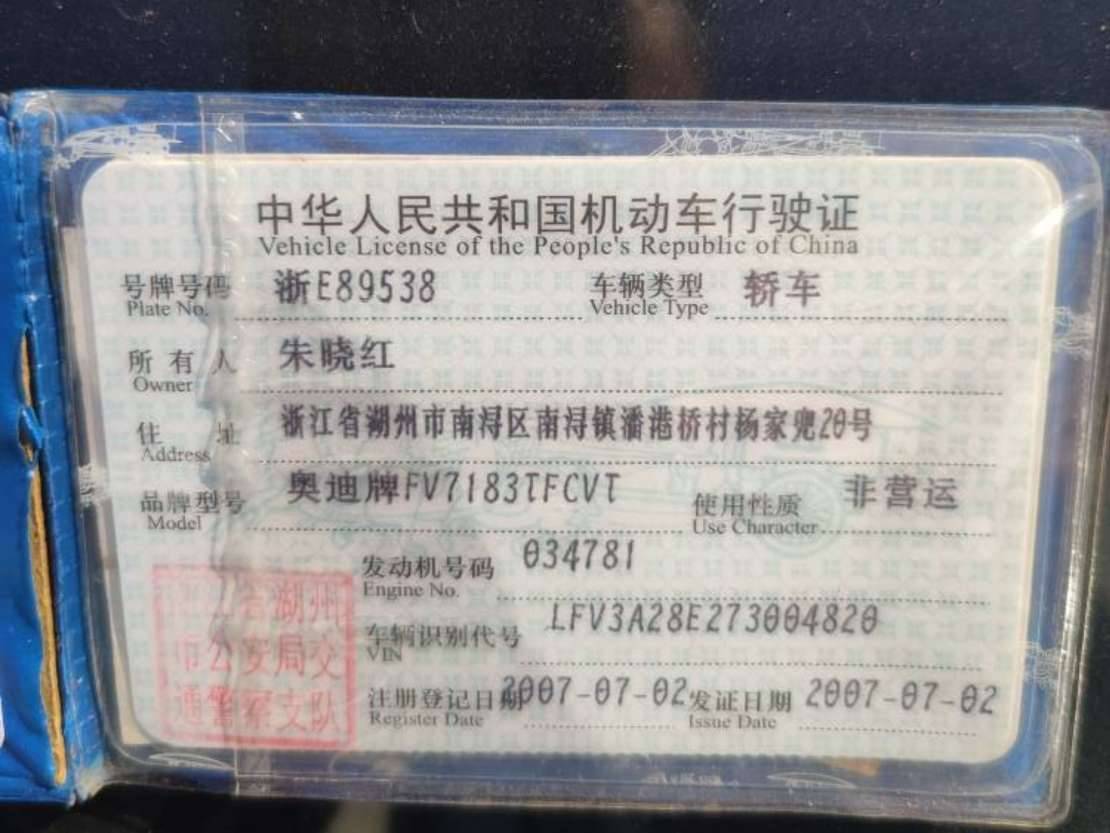 中华人民共和国机动车行驶证
Vehicle License of the People's Republic of China
号牌号码 浙E89538 车辆类型 轿车
Plate No. Vehicle Type
所有人 朱晓红
Owner
住址 浙江省湖州市南浔区南浔镇潘港桥村杨家兜20号
Address
品牌型号 奥迪牌FV7183TFCVT 使用性质 非营运
Model Use Character
发动机号码 034781
Engine No.
车辆识别代号 LFV3A28E273004820
VIN
注册登记日期 2007-07-02 发证日期 2007-07-02
Register Date Issue Date
省湖州
市公安局交
通警察支队